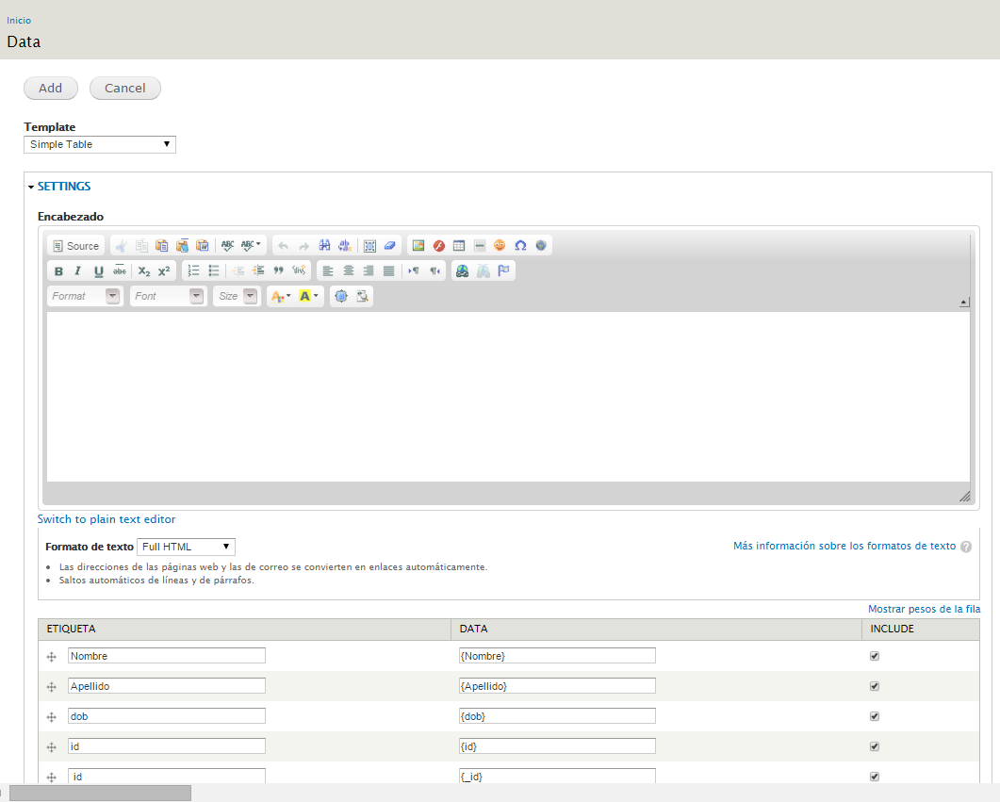 Inicio
Data
Add Cancel
Template
Simple Table
SETTINGS
Encabezado
Source ABC ABC
B I U abc X₂ X² 
Format Font Size A A
Switch to plain text editor
Formato de texto Full HTML Más información sobre los formatos de texto ?
Las direcciones de las páginas web y las de correo se convierten en enlaces automáticamente.
Saltos automáticos de líneas y de párrafos.
Mostrar pesos de la fila
ETIQUETA DATA INCLUDE
Nombre {Nombre}
Apellido {Apellido}
dob {dob}
id {id}
id {_id}